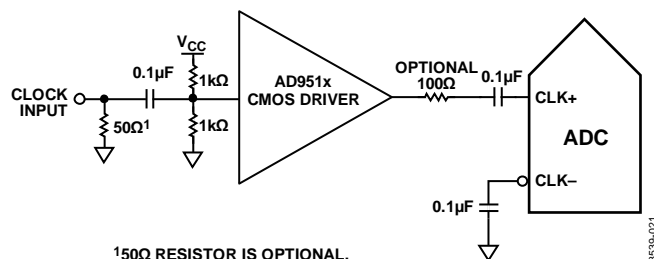 CLOCK
INPUT
50Ω¹
0.1µF
VCC
1kΩ
1kΩ
AD951x
CMOS DRIVER
OPTIONAL
100Ω
0.1µF
CLK+
ADC
CLK–
0.1µF
¹50Ω RESISTOR IS OPTIONAL.